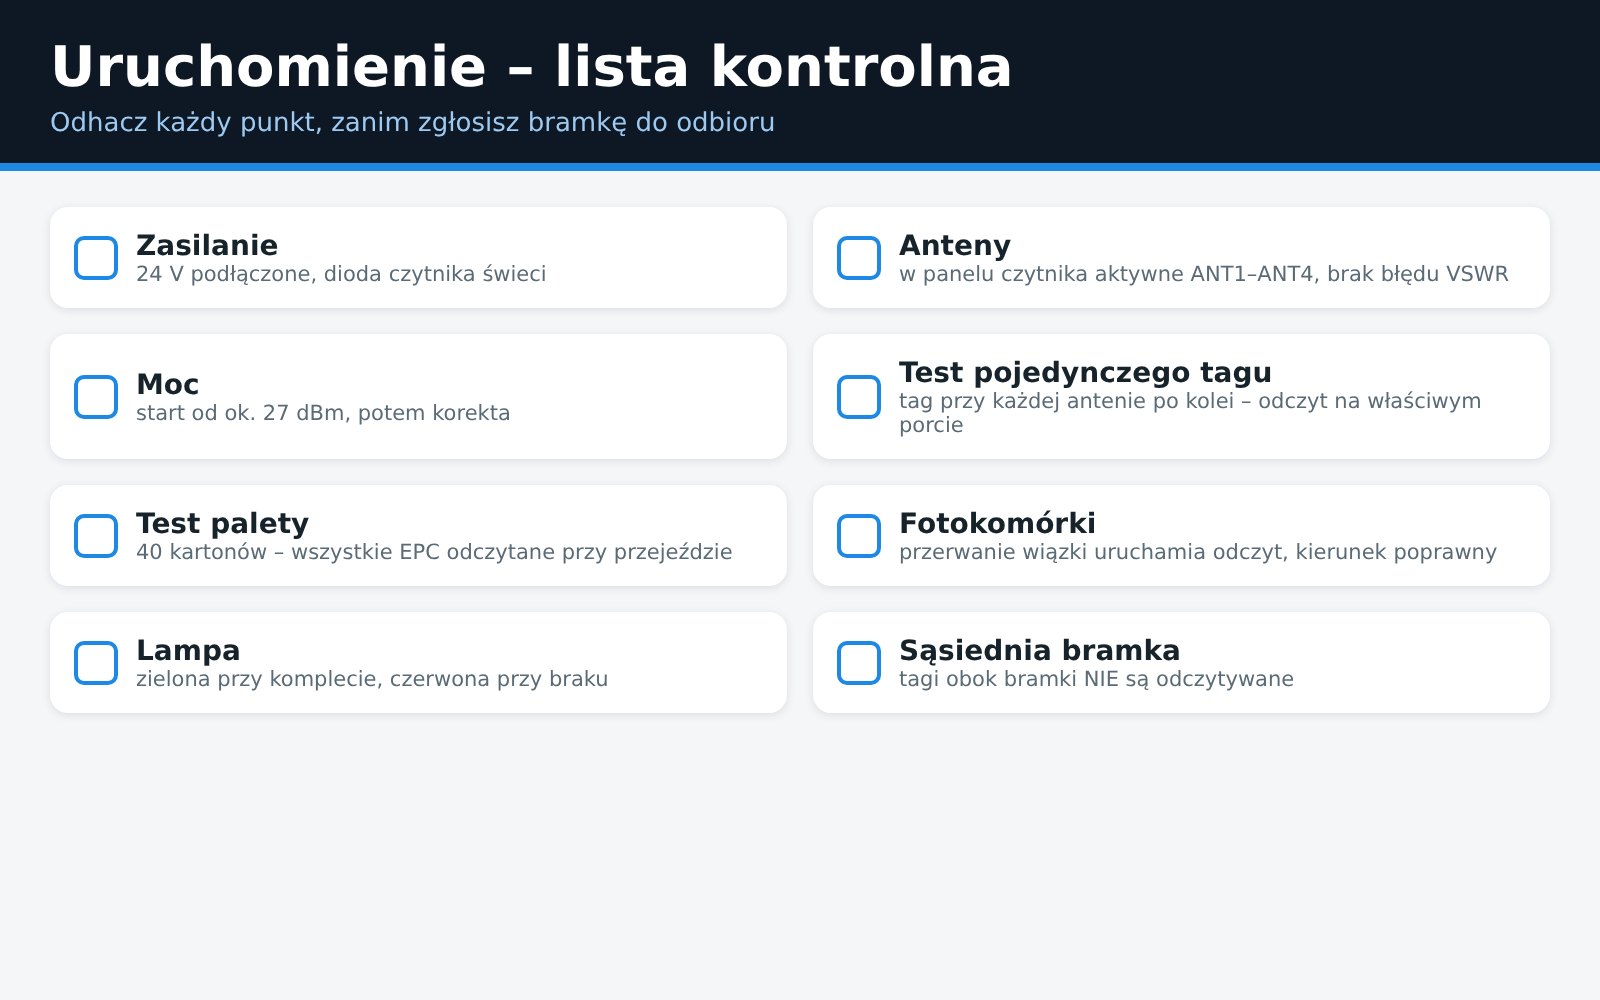 Uruchomienie – lista kontrolna
Odhacz każdy punkt, zanim zgłosisz bramkę do odbioru
Zasilanie
24 V podłączone, dioda czytnika świeci
Anteny
w panelu czytnika aktywne ANT1–ANT4, brak błędu VSWR
Moc
start od ok. 27 dBm, potem korekta
Test pojedynczego tagu
tag przy każdej antenie po kolei – odczyt na właściwym
porcie
Test palety
40 kartonów – wszystkie EPC odczytane przy przejeździe
Fotokomórki
przerwanie wiązki uruchamia odczyt, kierunek poprawny
Lampa
zielona przy komplecie, czerwona przy braku
Sąsiednia bramka
tagi obok bramki NIE są odczytywane